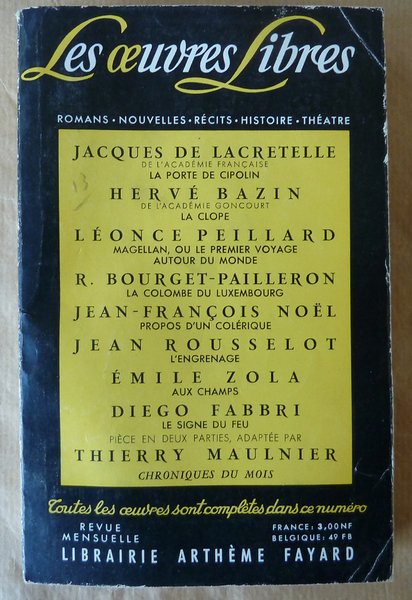 Les œuvres Libres
ROMANS • NOUVELLES • RÉCITS • HISTOIRE • THÉATRE
JACQUES DE LACRETELLE
DE L'ACADÉMIE FRANÇAISE
LA PORTE DE CIPOLIN
HERVÉ BAZIN
DE L'ACADÉMIE GONCOURT
LA CLOPE
LÉONCE PEILLARD
MAGELLAN, OU LE PREMIER VOYAGE
AUTOUR DU MONDE
R. BOURGET-PAILLERON
LA COLOMBE DU LUXEMBOURG
JEAN-FRANÇOIS NOËL
PROPOS D'UN COLÉRIQUE
JEAN ROUSSELOT
L'ENGRENAGE
ÉMILE ZOLA
AUX CHAMPS
DIEGO FABBRI
LE SIGNE DU FEU
PIÈCE EN DEUX PARTIES, ADAPTÉE PAR
THIERRY MAULNIER
CHRONIQUES DU MOIS
Toutes les œuvres sont complètes dans ce numéro
REVUE MENSUELLE
FRANCE: 3,00 NF
BELGIQUE: 49 FB
LIBRAIRIE ARTHÈME FAYARD